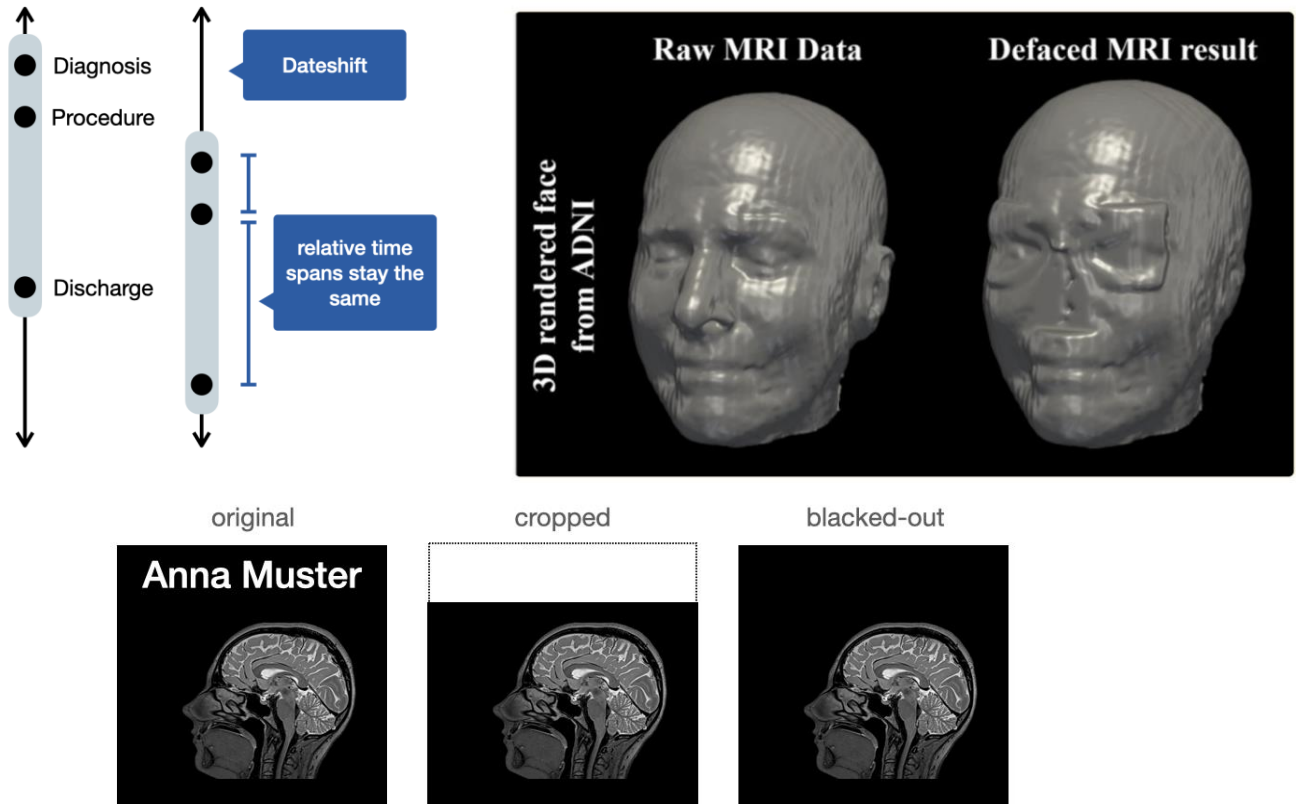 Diagnosis
Procedure
Discharge
Dateshift
relative time
spans stay the
same
Raw MRI Data
Defaced MRI result
3D rendered face
from ADNI
original
cropped
blacked-out
Anna Muster